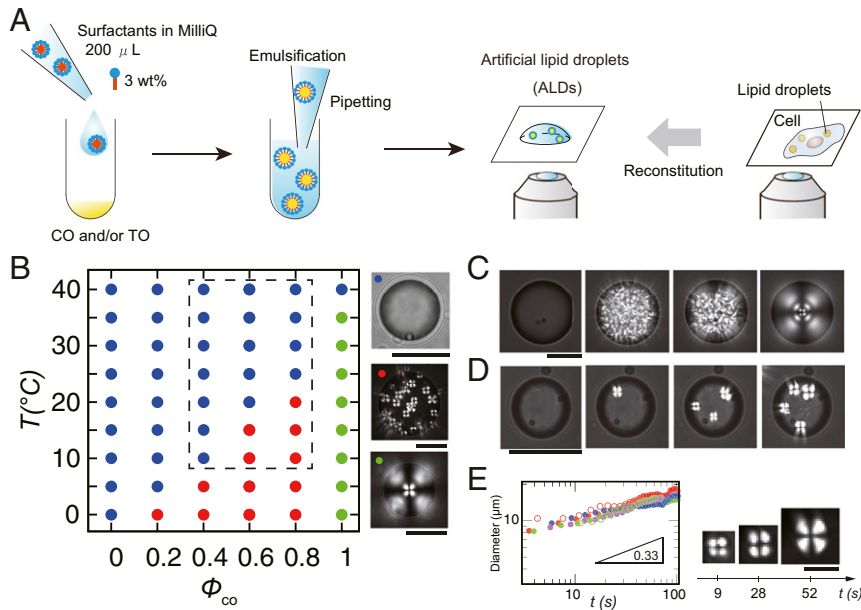 A
Surfactants in MilliQ
200 μL
3 wt%
CO and/or TO
Emulsification
Pipetting
Artificial lipid droplets
(ALDs)
Reconstitution
Lipid droplets
Cell
B
T(°C)
40
30
20
10
0
0 0.2 0.4 0.6 0.8 1
Φco
C
D
E
Diameter (μm)
10
0.33
10 100
t (s)
9 28 52 t (s)